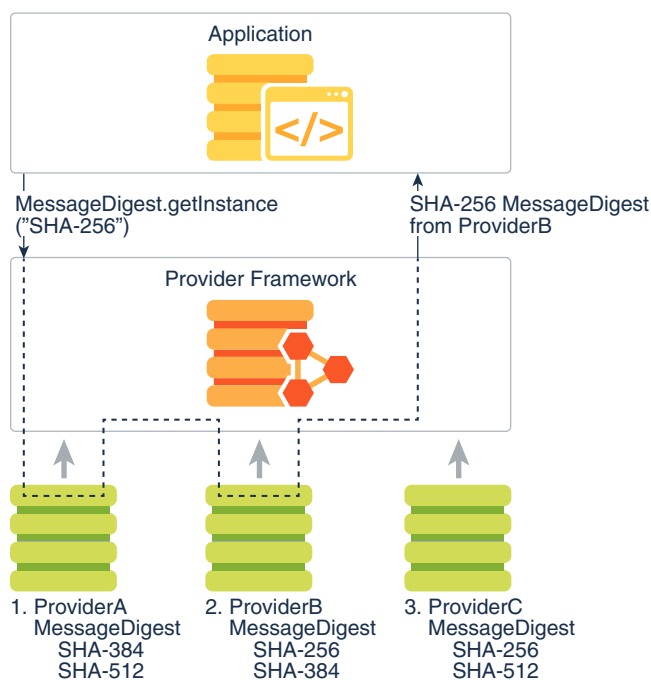 Application
</>
MessageDigest.getInstance
(”SHA-256”)
SHA-256 MessageDigest
from ProviderB
Provider Framework
1. ProviderA
MessageDigest
SHA-384
SHA-512
2. ProviderB
MessageDigest
SHA-256
SHA-384
3. ProviderC
MessageDigest
SHA-256
SHA-512